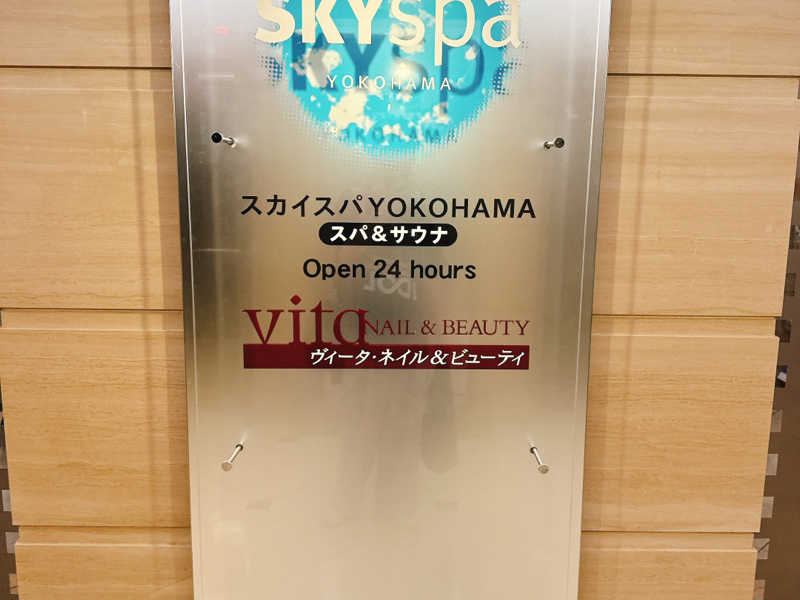 SKYspa
YOKOHAMA
スカイスパYOKOHAMA
スパ&サウナ
Open 24 hours
vita NAIL & BEAUTY
ヴィータ・ネイル&ビューティ